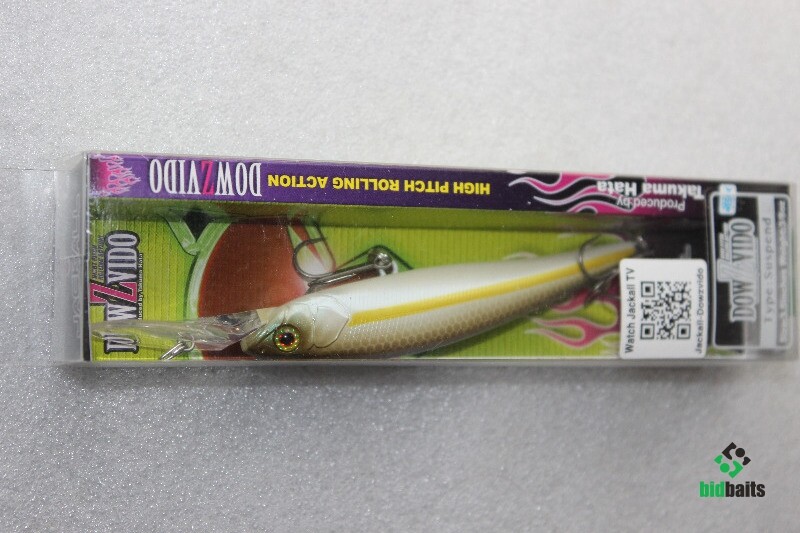 DOWZVIDO
HIGH PITCH ROLLING ACTION
Produced by
Takuma Hata
DOWZVIDO
Watch Jackall TV
Jackall-Dowzvido
DOWZVIDO
Type:Suspend
bidbaits